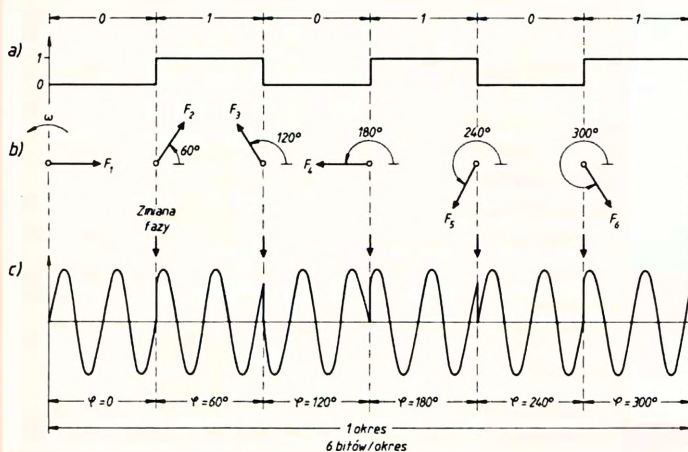 0 1 0 1 0 1
a)
1
0
ω
b)
F₁
F₂ 60°
F₃ 120°
F₄ 180°
F₅ 240°
F₆ 300°
Zmiana
fazy
c)
φ=0 φ=60° φ=120° φ=180° φ=240° φ=300°
1 okres
6 bitów/okres